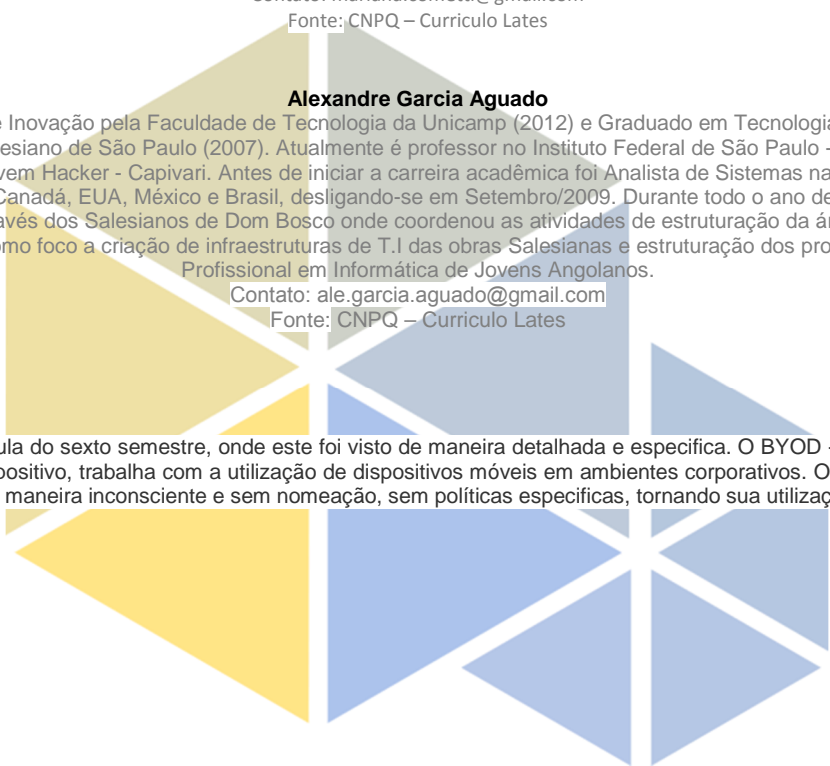 Fonte: CNPQ – Curriculo Lates
Alexandre Garcia Aguado
e Inovação pela Faculdade de Tecnologia da Unicamp (2012) e Graduado em Tecnologia
esiano de São Paulo (2007). Atualmente é professor no Instituto Federal de São Paulo -
vem Hacker - Capivari. Antes de iniciar a carreira acadêmica foi Analista de Sistemas na
Canadá, EUA, México e Brasil, desligando-se em Setembro/2009. Durante todo o ano de
avés dos Salesianos de Dom Bosco onde coordenou as atividades de estruturação da ár
omo foco a criação de infraestruturas de T.I das obras Salesianas e estruturação dos pro
Profissional em Informática de Jovens Angolanos.
Contato: ale.garcia.aguado@gmail.com
Fonte: CNPQ – Curriculo Lates
ula do sexto semestre, onde este foi visto de maneira detalhada e especifica. O BYOD -
positivo, trabalha com a utilização de dispositivos móveis em ambientes corporativos. O
maneira inconsciente e sem nomeação, sem políticas especificas, tornando sua utilizaç